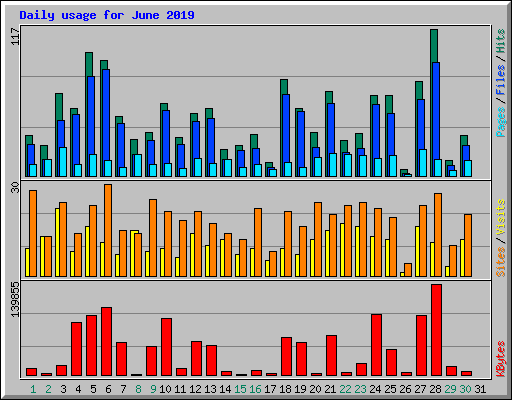 Daily usage for June 2019
117
Pages / Files / Hits
30
Sites / Visits
139855
KBytes
1 2 3 4 5 6 7 8 9 10 11 12 13 14 15 16 17 18 19 20 21 22 23 24 25 26 27 28 29 30 31